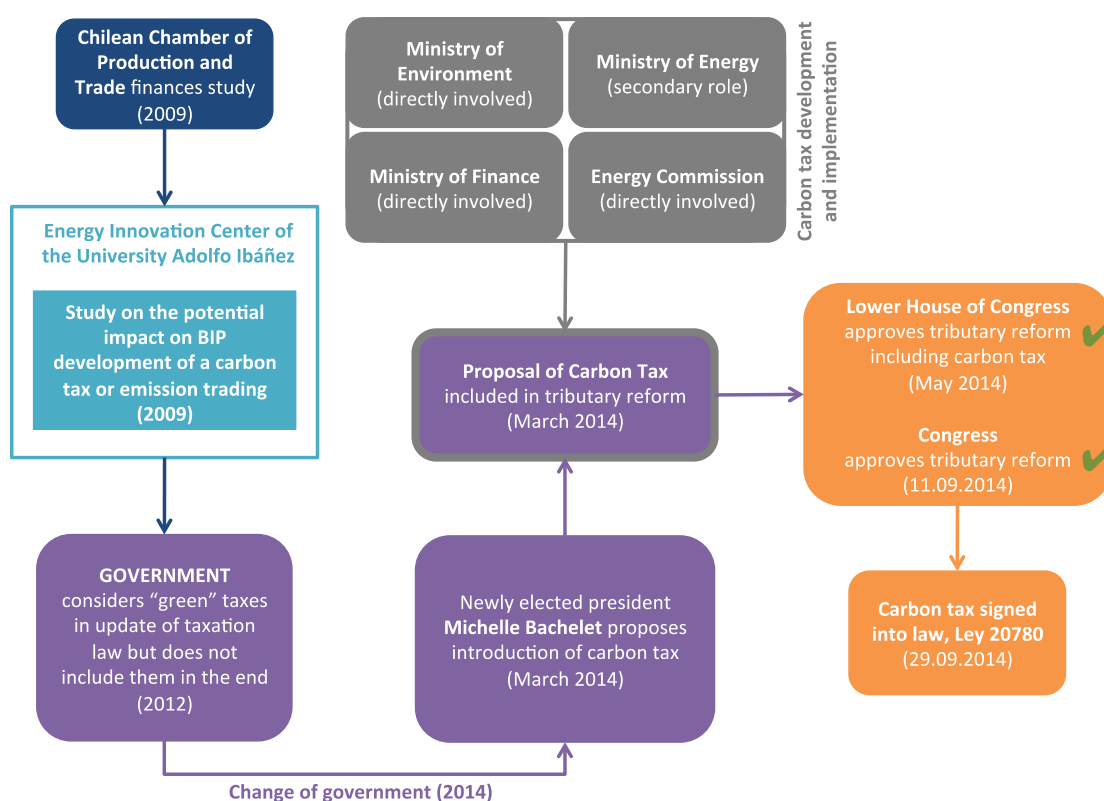 Chilean Chamber of
Production and
Trade finances study
(2009)
Energy Innovation Center of
the University Adolfo Ibáñez
Study on the potential
impact on BIP
development of a carbon
tax or emission trading
(2009)
GOVERNMENT
considers “green” taxes
in update of taxation
law but does not
include them in the end
(2012)
Change of government (2014)
Ministry of
Environment
(directly involved)
Ministry of Energy
(secondary role)
Ministry of Finance
(directly involved)
Energy Commission
(directly involved)
Carbon tax development
and implementation
Proposal of Carbon Tax
included in tributary reform
(March 2014)
Newly elected president
Michelle Bachelet proposes
introduction of carbon tax
(March 2014)
Lower House of Congress
approves tributary reform
including carbon tax
(May 2014)
Congress
approves tributary reform
(11.09.2014)
Carbon tax signed
into law, Ley 20780
(29.09.2014)